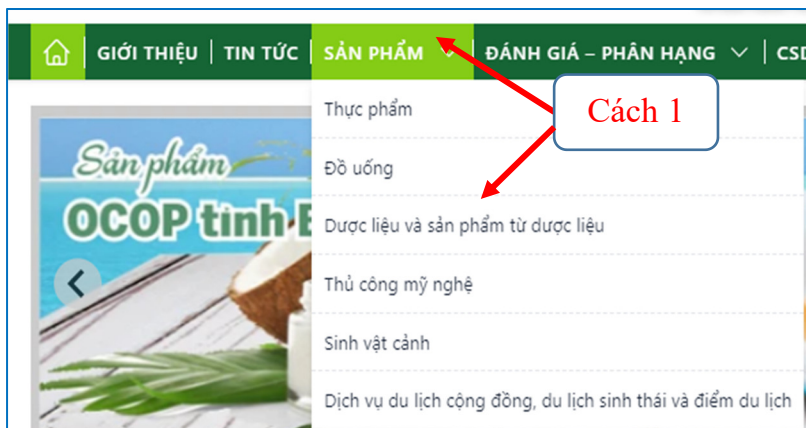 GIỚI THIỆU TIN TỨC SẢN PHẨM ĐÁNH GIÁ – PHÂN HẠNG
Thực phẩm
Cách 1
Đồ uống
Sản phẩm
OCOP tỉnh
Dược liệu và sản phẩm từ dược liệu
Thủ công mỹ nghệ
Sinh vật cảnh
Dịch vụ du lịch cộng đồng, du lịch sinh thái và điểm du lịch